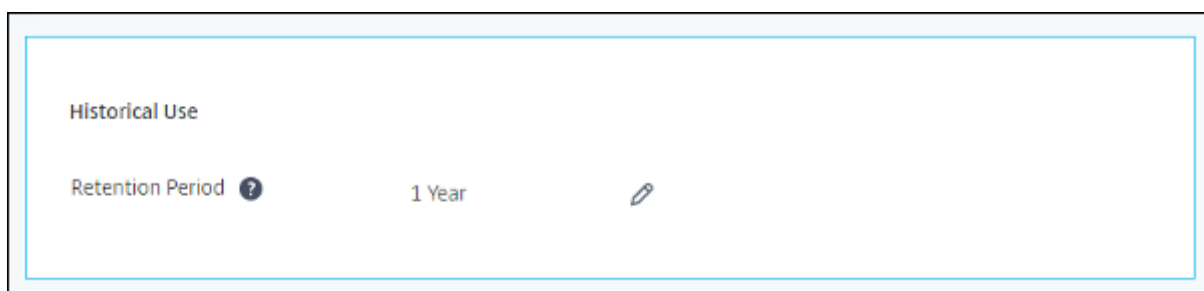 Historical Use
Retention Period ? 1 Year